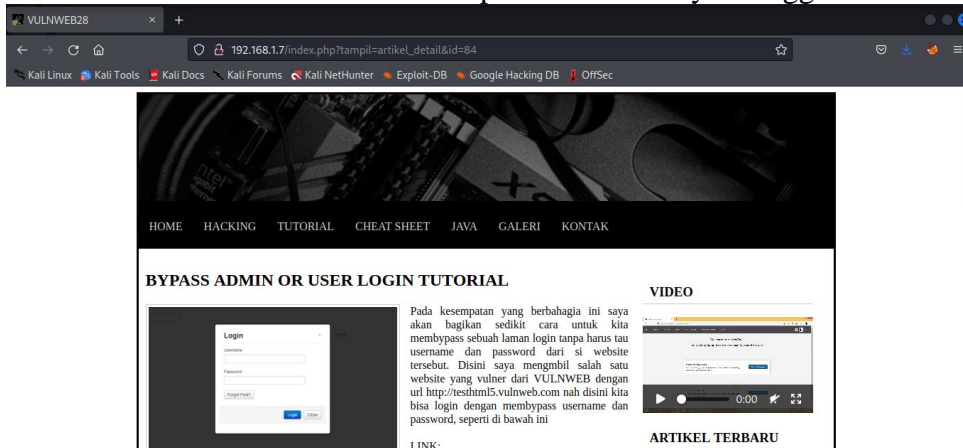 VULNWEB28
192.168.1.7/index.php?tampil=artikel_detail&id=84
Kali Linux Kali Tools Kali Docs Kali Forums Kali NetHunter Exploit-DB Google Hacking DB OffSec
HOME HACKING TUTORIAL CHEAT SHEET JAVA GALERI KONTAK
BYPASS ADMIN OR USER LOGIN TUTORIAL
Login
Username
Password
Forgot Pwd?
Login Close
Pada kesempatan yang berbahagia ini saya
akan bagikan sedikit cara untuk kita
membypass sebuah laman login tanpa harus tau
username dan password dari si website
tersebut. Disini saya mengmbil salah satu
website yang vulner dari VULNWEB dengan
url http://testhtml5.vulnweb.com nah disini kita
bisa login dengan membypass username dan
password, seperti di bawah ini
LINK:
VIDEO
0:00
ARTIKEL TERBARU